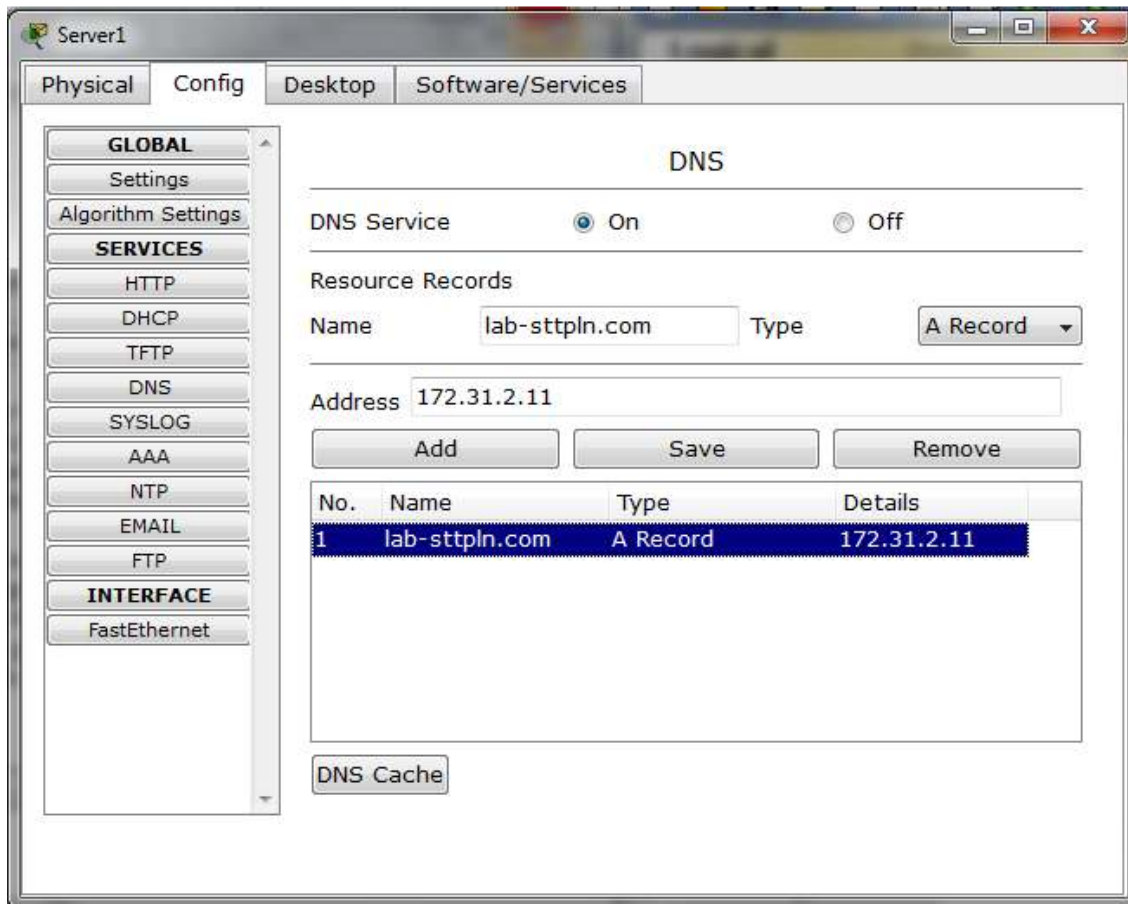 Server1
Physical Config Desktop Software/Services
GLOBAL
Settings
Algorithm Settings
SERVICES
HTTP
DHCP
TFTP
DNS
SYSLOG
AAA
NTP
EMAIL
FTP
INTERFACE
FastEthernet
DNS
DNS Service On Off
Resource Records
Name lab-sttpln.com Type A Record
Address 172.31.2.11
Add Save Remove
No. Name Type Details
1 lab-sttpln.com A Record 172.31.2.11
DNS Cache